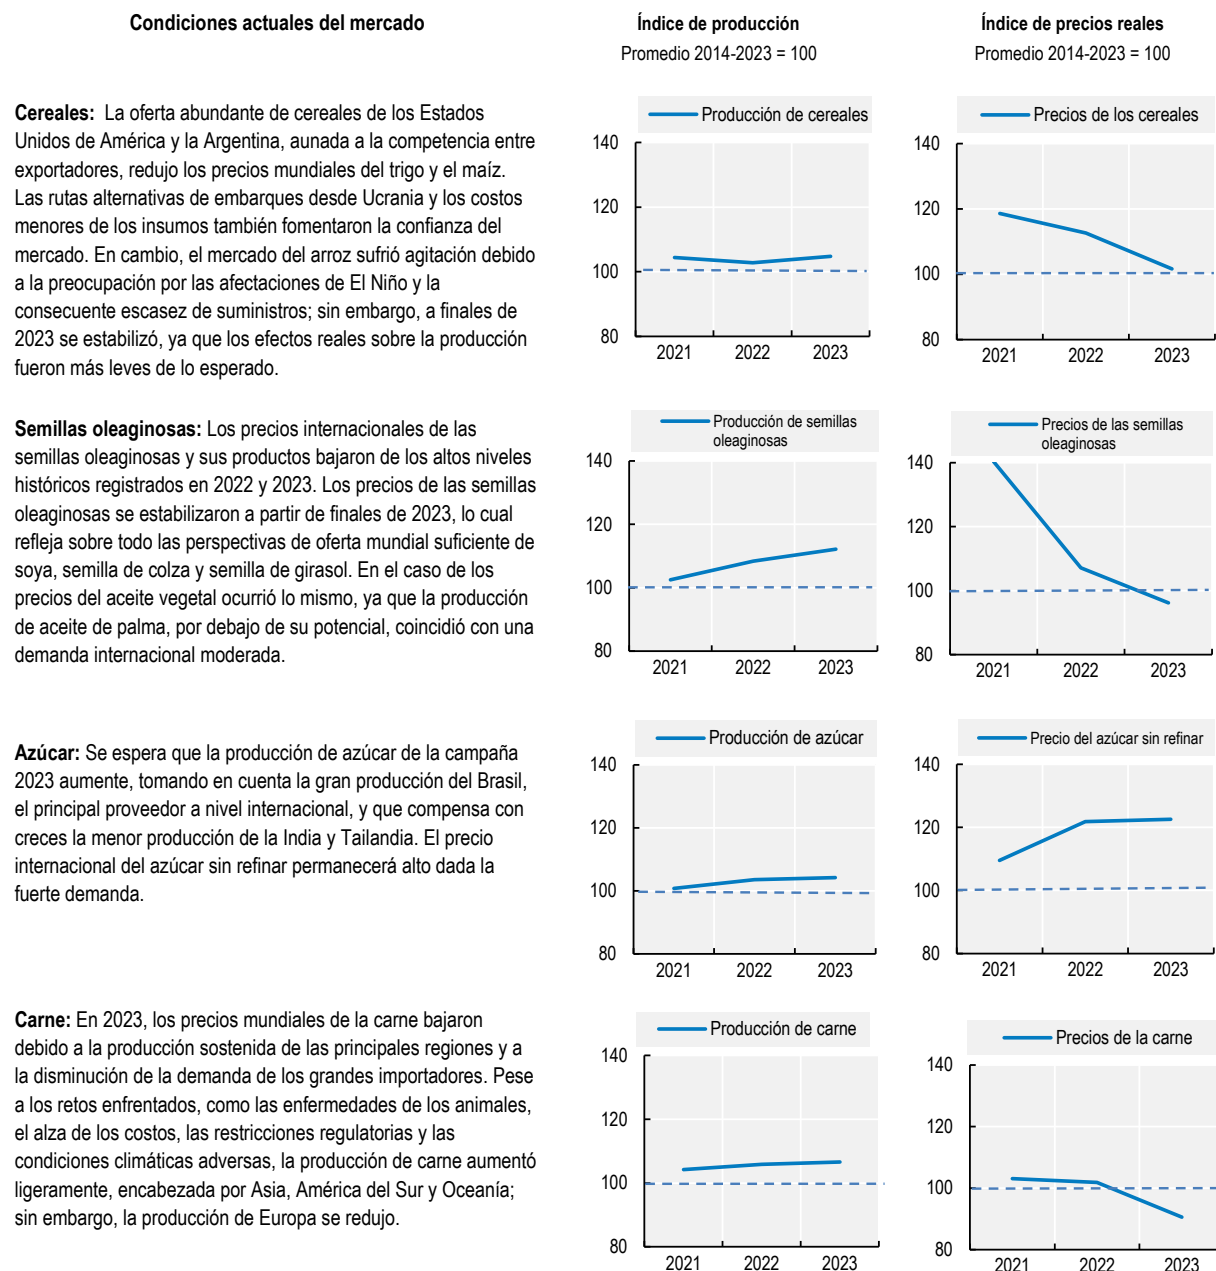 Condiciones actuales del mercado
Índice de producción
Promedio 2014-2023 = 100
Índice de precios reales
Promedio 2014-2023 = 100
Cereales: La oferta abundante de cereales de los Estados
Unidos de América y la Argentina, aunada a la competencia entre
exportadores, redujo los precios mundiales del trigo y el maíz.
Las rutas alternativas de embarques desde Ucrania y los costos
menores de los insumos también fomentaron la confianza del
mercado. En cambio, el mercado del arroz sufrió agitación debido
a la preocupación por las afectaciones de El Niño y la
consecuente escasez de suministros; sin embargo, a finales de
2023 se estabilizó, ya que los efectos reales sobre la producción
fueron más leves de lo esperado.
Producción de cereales
140
120
100
80
2021 2022 2023
Precios de los cereales
140
120
100
80
2021 2022 2023
Semillas oleaginosas: Los precios internacionales de las
semillas oleaginosas y sus productos bajaron de los altos niveles
históricos registrados en 2022 y 2023. Los precios de las semillas
oleaginosas se estabilizaron a partir de finales de 2023, lo cual
refleja sobre todo las perspectivas de oferta mundial suficiente de
soya, semilla de colza y semilla de girasol. En el caso de los
precios del aceite vegetal ocurrió lo mismo, ya que la producción
de aceite de palma, por debajo de su potencial, coincidió con una
demanda internacional moderada.
Producción de semillas
oleaginosas
140
120
100
80
2021 2022 2023
Precios de las semillas
oleaginosas
140
120
100
80
2021 2022 2023
Azúcar: Se espera que la producción de azúcar de la campaña
2023 aumente, tomando en cuenta la gran producción del Brasil,
el principal proveedor a nivel internacional, y que compensa con
creces la menor producción de la India y Tailandia. El precio
internacional del azúcar sin refinar permanecerá alto dada la
fuerte demanda.
Producción de azúcar
140
120
100
80
2021 2022 2023
Precio del azúcar sin refinar
140
120
100
80
2021 2022 2023
Carne: En 2023, los precios mundiales de la carne bajaron
debido a la producción sostenida de las principales regiones y a
la disminución de la demanda de los grandes importadores. Pese
a los retos enfrentados, como las enfermedades de los animales,
el alza de los costos, las restricciones regulatorias y las
condiciones climáticas adversas, la producción de carne aumentó
ligeramente, encabezada por Asia, América del Sur y Oceanía;
sin embargo, la producción de Europa se redujo.
Producción de carne
140
120
100
80
2021 2022 2023
Precios de la carne
140
120
100
80
2021 2022 2023